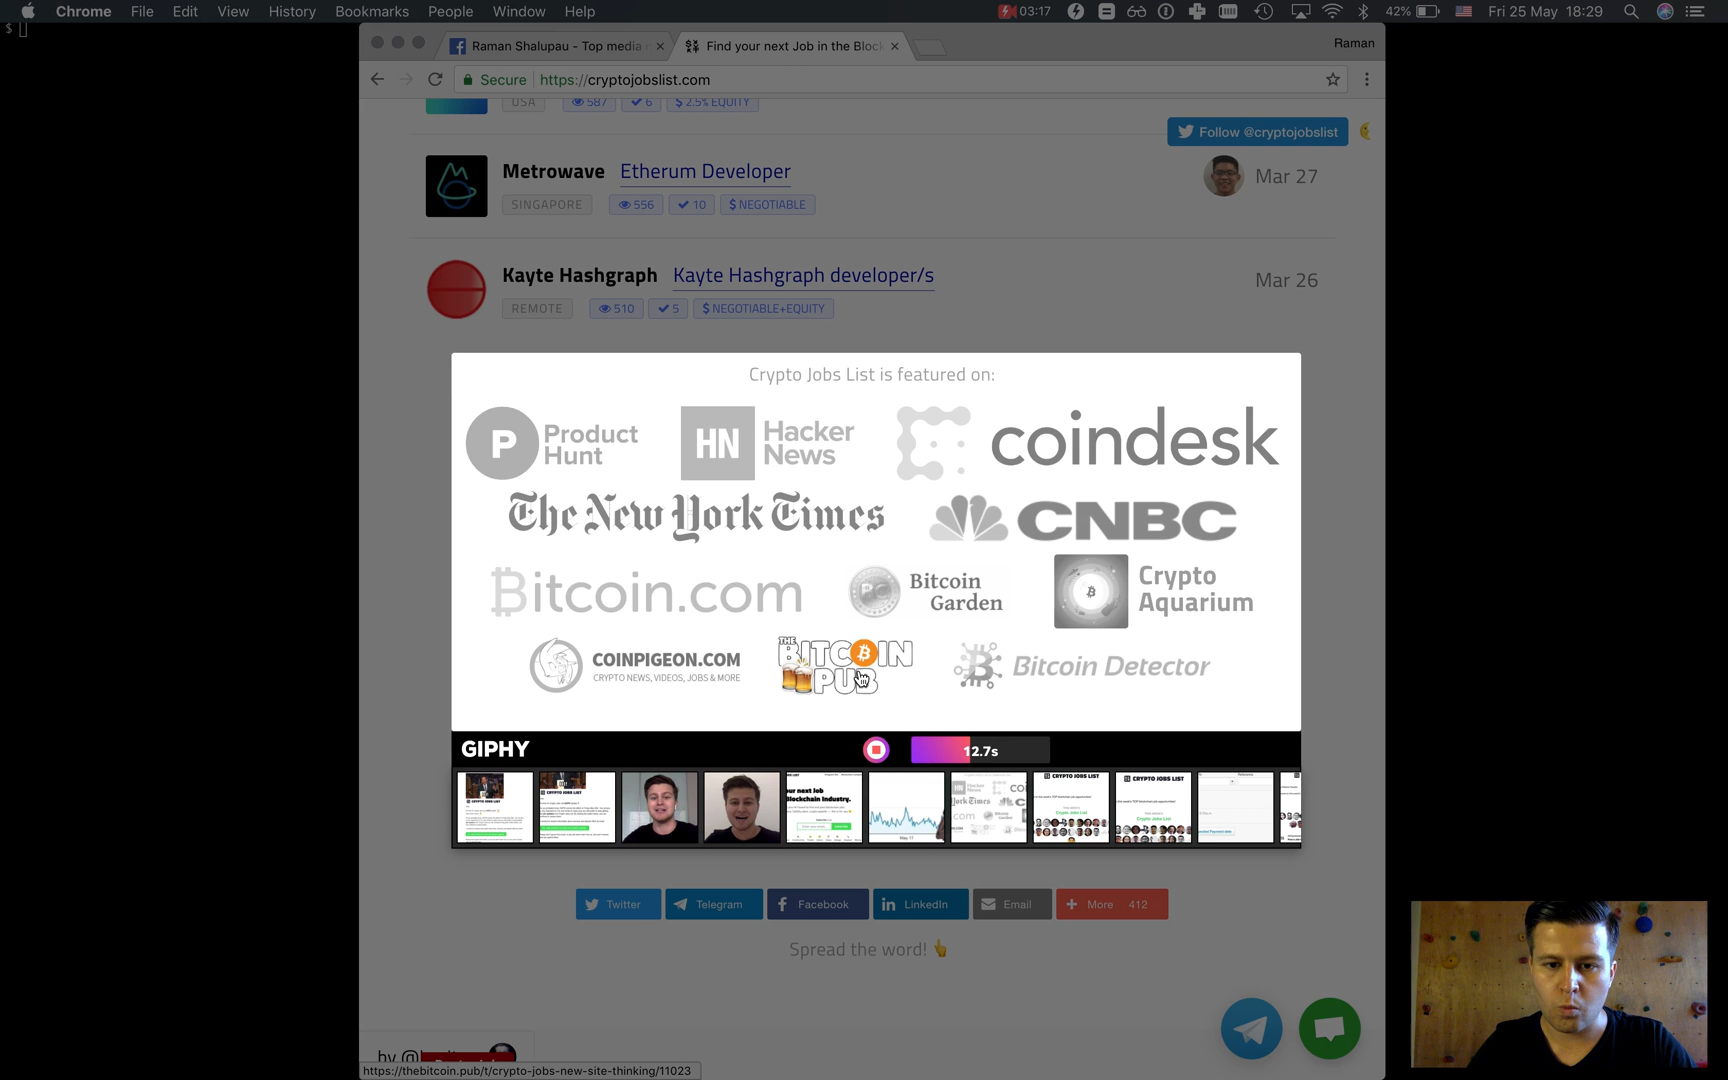 Chrome File Edit View History Bookmarks People Window Help 03:17 42% Fri 25 May 18:29
$
Raman Shalupau - Top media
Find your next Job in the Block
Raman
Secure https://cryptojobslist.com
USA 587 6 $ 2.5% EQUITY
Follow @cryptojobslist
Metrowave Etherum Developer Mar 27
SINGAPORE 556 10 $ NEGOTIABLE
Kayte Hashgraph Kayte Hashgraph developer/s Mar 26
REMOTE 510 5 $ NEGOTIABLE+EQUITY
Crypto Jobs List is featured on:
P Product Hunt
HN Hacker News
coindesk
The New York Times
CNBC
Bitcoin.com
Bitcoin Garden
Crypto Aquarium
COINPIGEON.COM
CRYPTO NEWS, VIDEOS, JOBS & MORE
THE BITCOIN PUB
Bitcoin Detector
GIPHY 12.7s
CRYPTO JOBS LIST
CRYPTO JOBS LIST
Twitter Telegram Facebook LinkedIn Email More 412
Spread the word!
https://thebitcoin.pub/t/crypto-jobs-new-site-thinking/11023